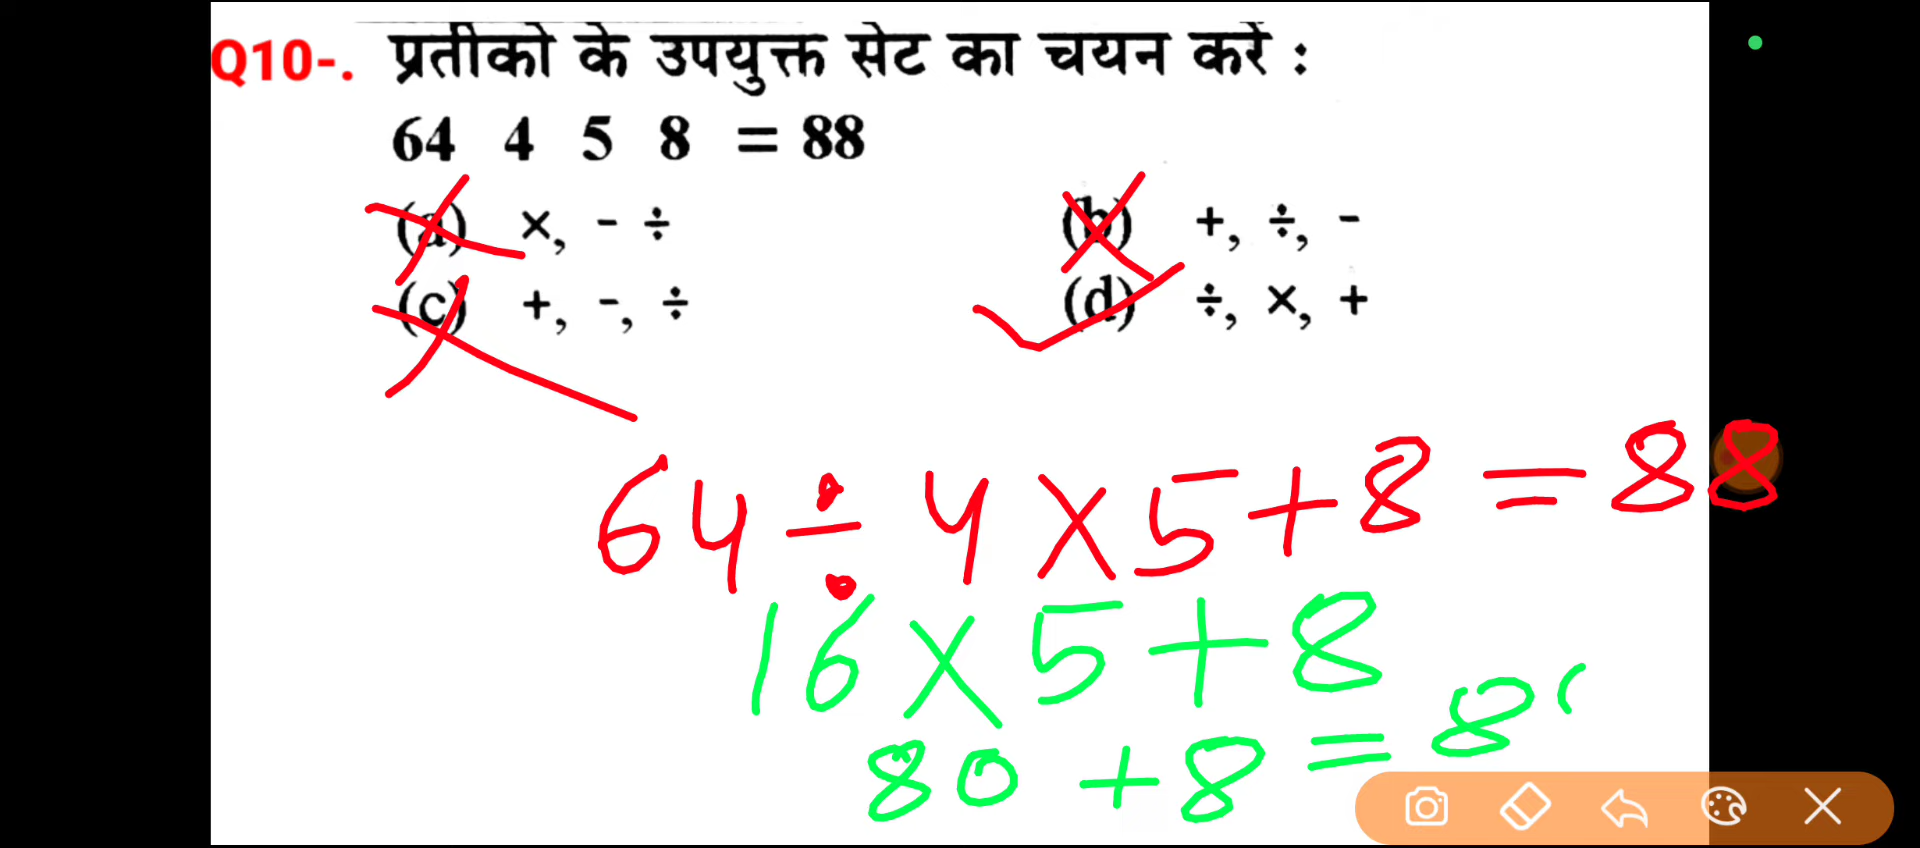 Q10-. प्रतीकों के उपयुक्त सेट का चयन करें :
64 4 5 8 = 88
(a) ×, - ÷
(b) +, ÷, -
(c) +, -, ÷
(d) ÷, ×, +
64 ÷ 4 × 5 + 8 = 88
16 × 5 + 8
80 + 8 = 8